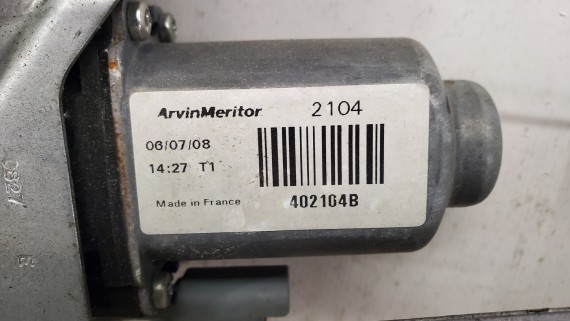 ArvinMeritor 2104
06/07/08
14:27 T1
Made in France 402104B